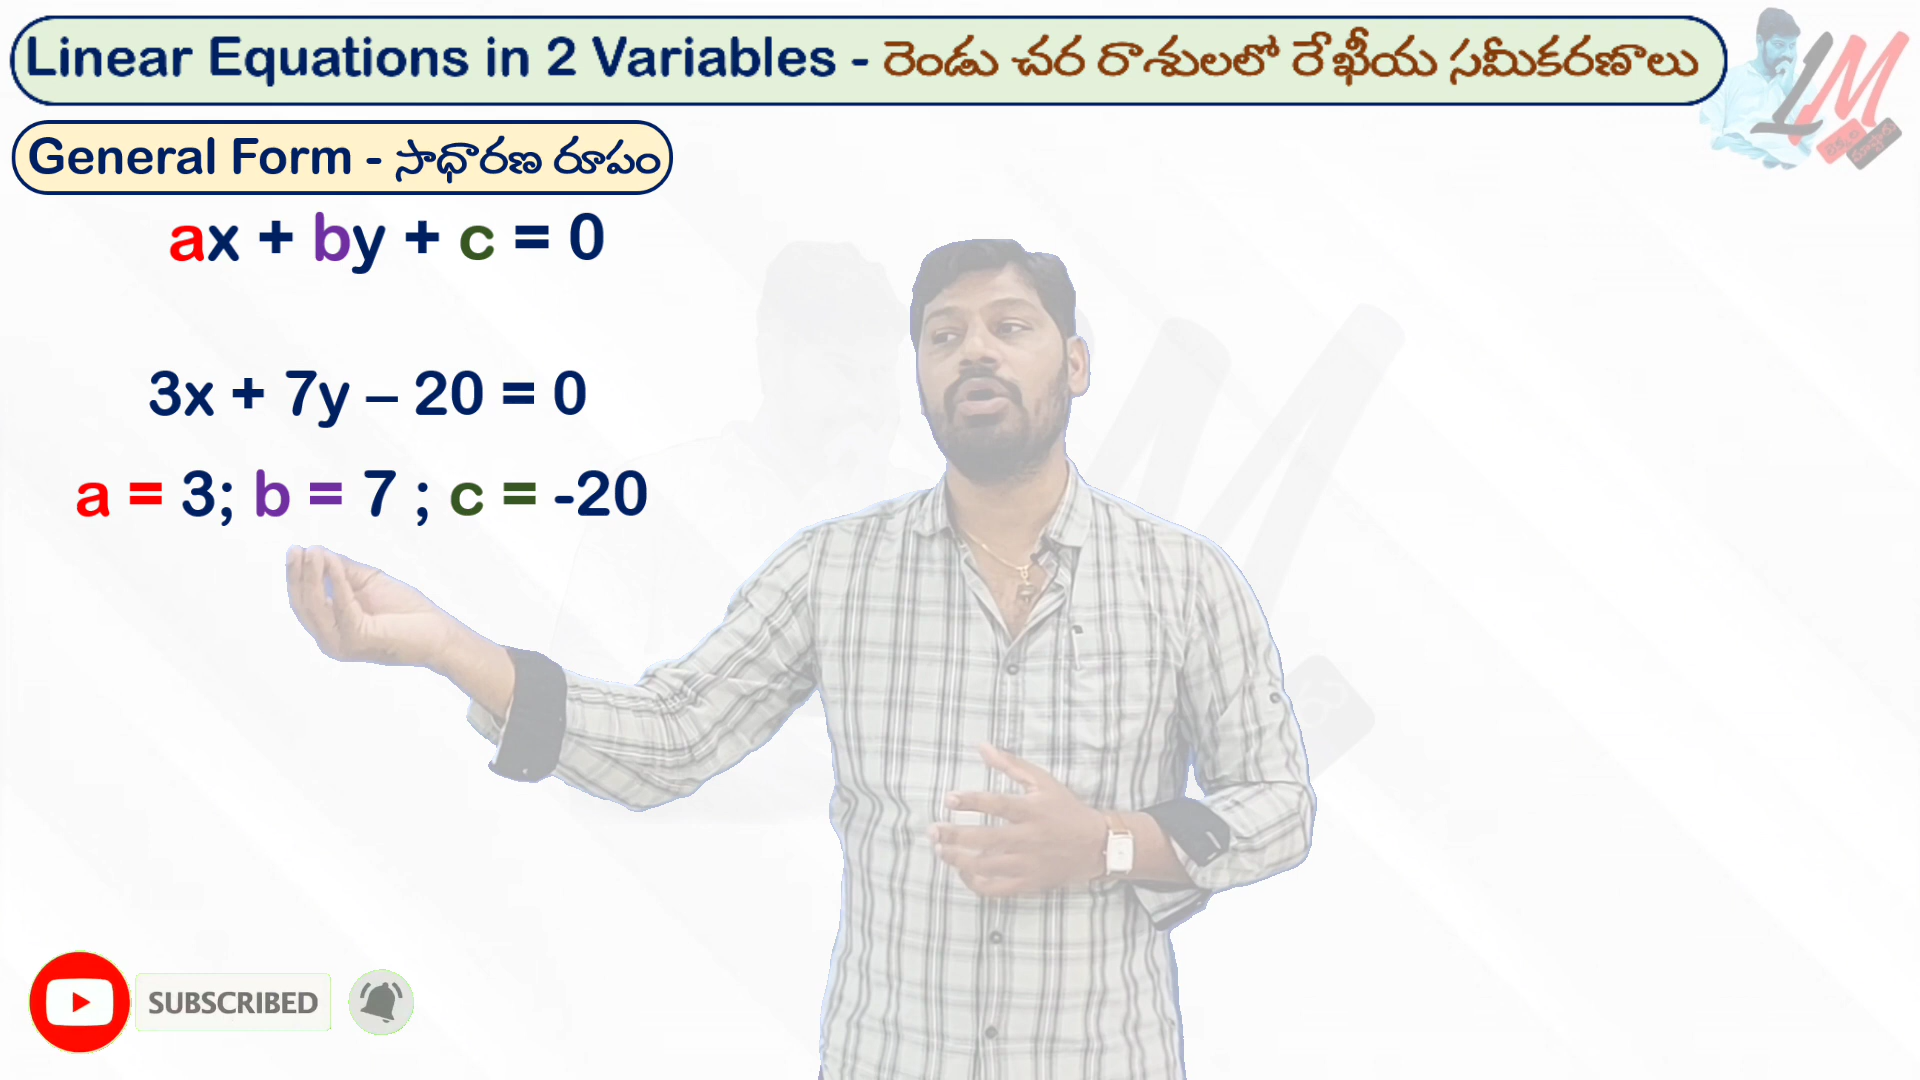 Linear Equations in 2 Variables - రెండు చర రాశులలో రేఖీయ సమీకరణాలు
LM
General Form - సాధారణ రూపం
ax + by + c = 0
3x + 7y – 20 = 0
a = 3; b = 7 ; c = -20
SUBSCRIBED